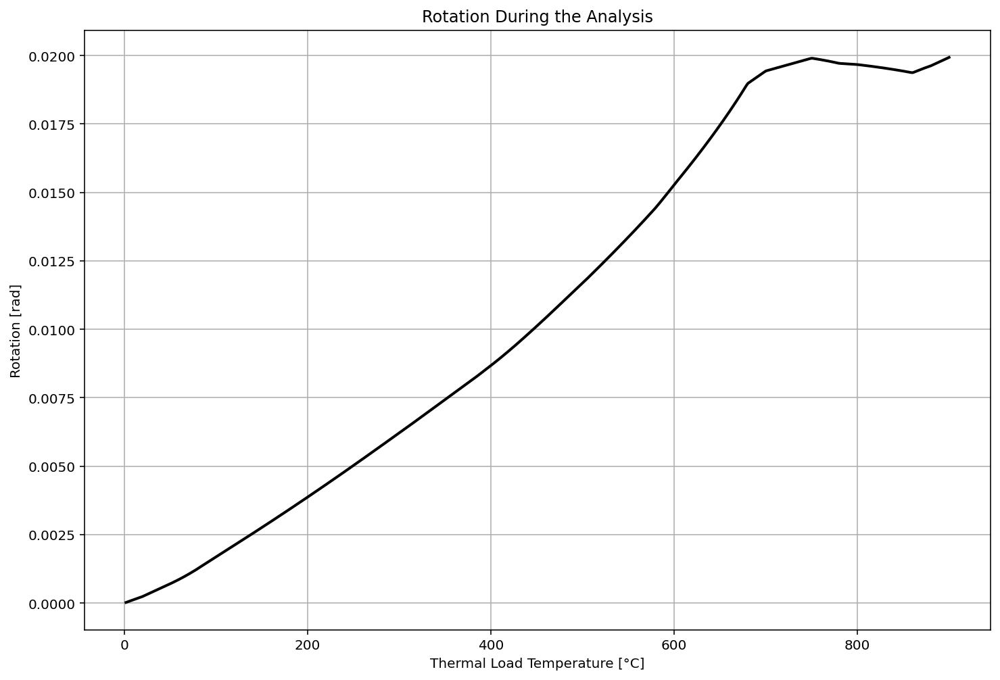 Rotation During the Analysis
0.0200
0.0175
0.0150
0.0125
0.0100
0.0075
0.0050
0.0025
0.0000
Rotation [rad]
0 200 400 600 800
Thermal Load Temperature [°C]